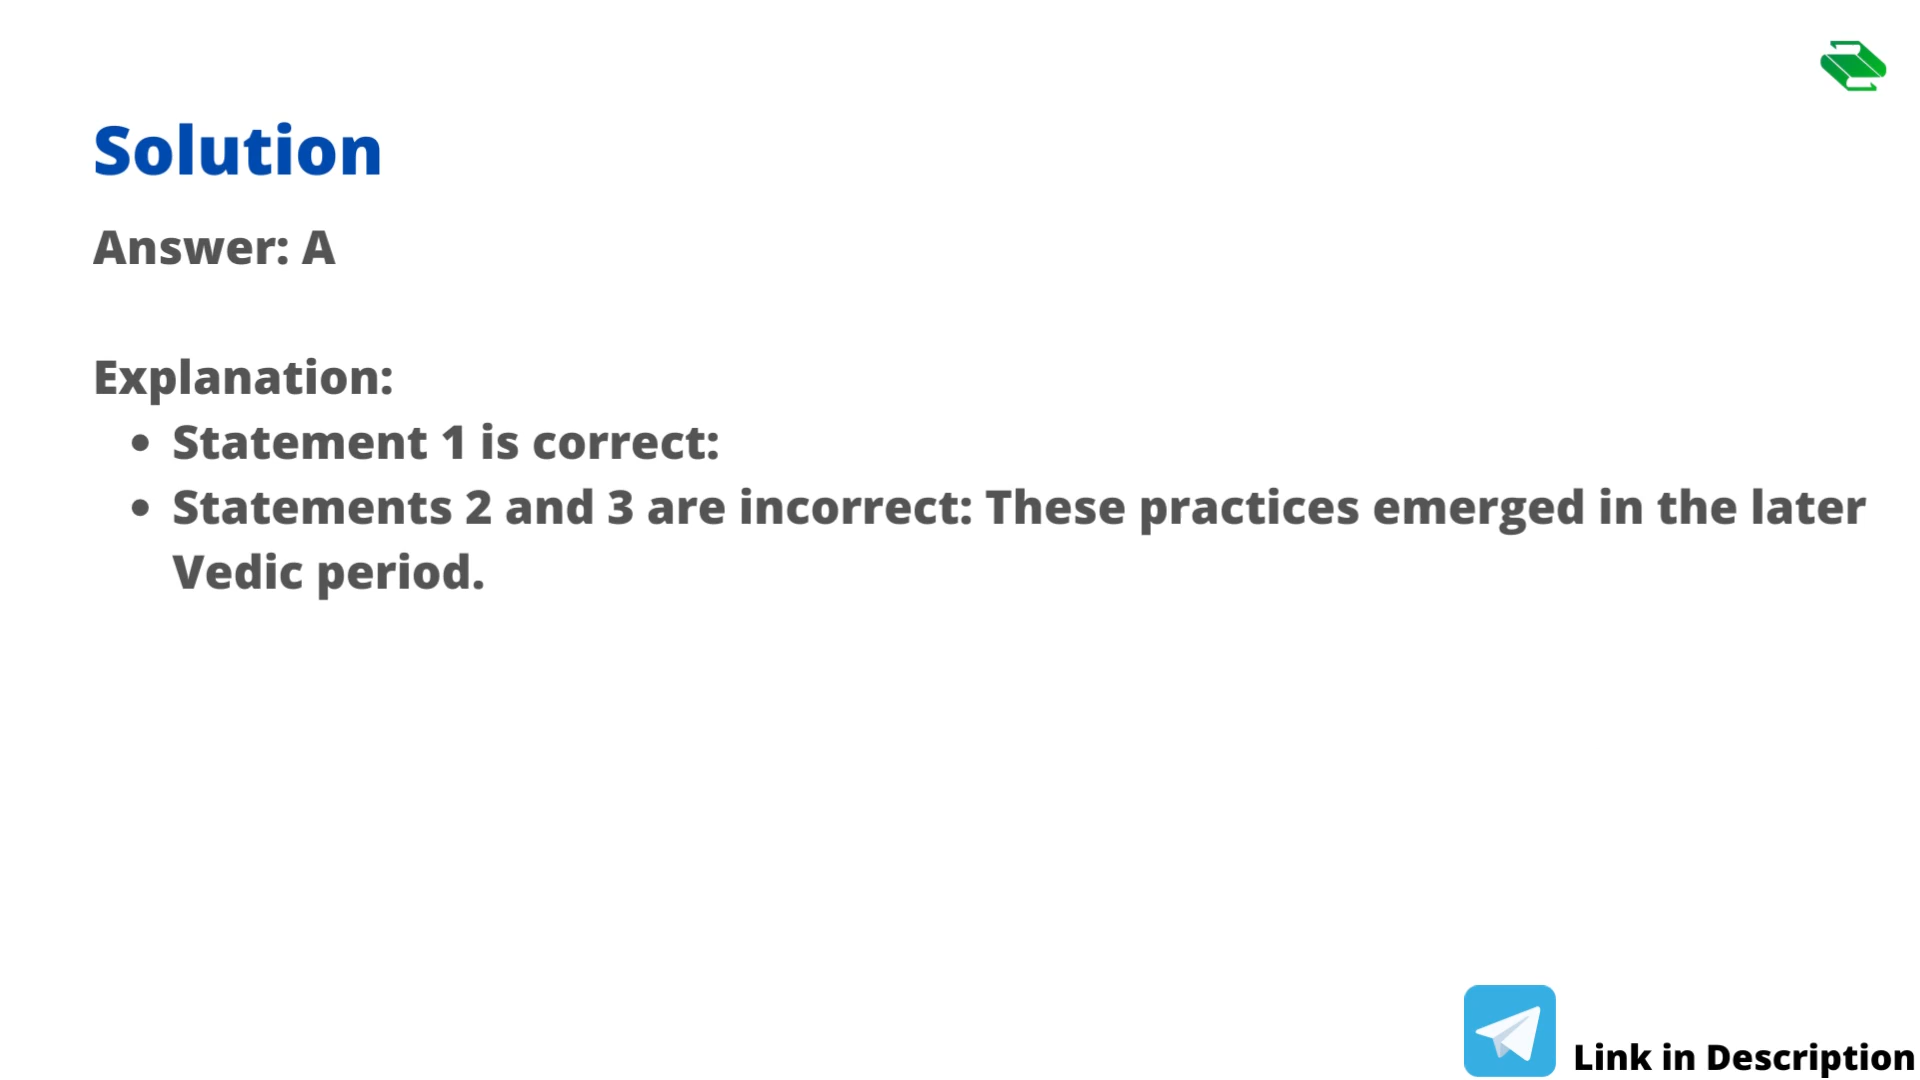 Solution
Answer: A
Explanation:
• Statement 1 is correct:
• Statements 2 and 3 are incorrect: These practices emerged in the later
Vedic period.
Link in Description